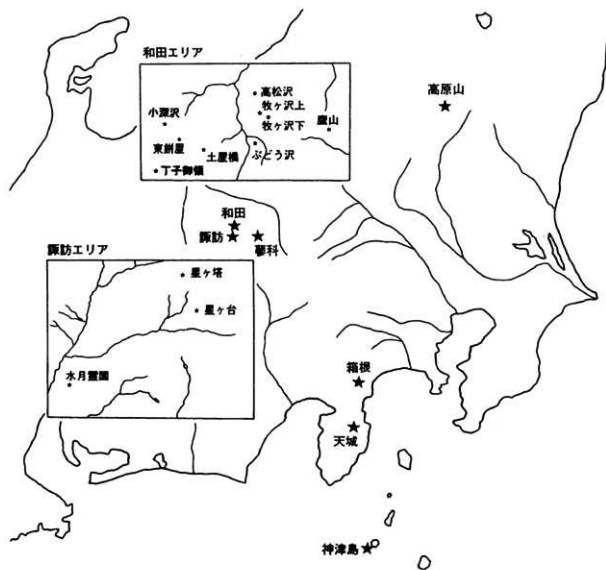 和田エリア
高松沢
牧ヶ沢上
牧ヶ沢下
鷹山
小深沢
東餅屋
土屋橋
ぶどう沢
丁子御領
高原山
和田
諏訪
蓼科
諏訪エリア
星ヶ塔
星ヶ台
水月霊園
箱根
天城
神津島